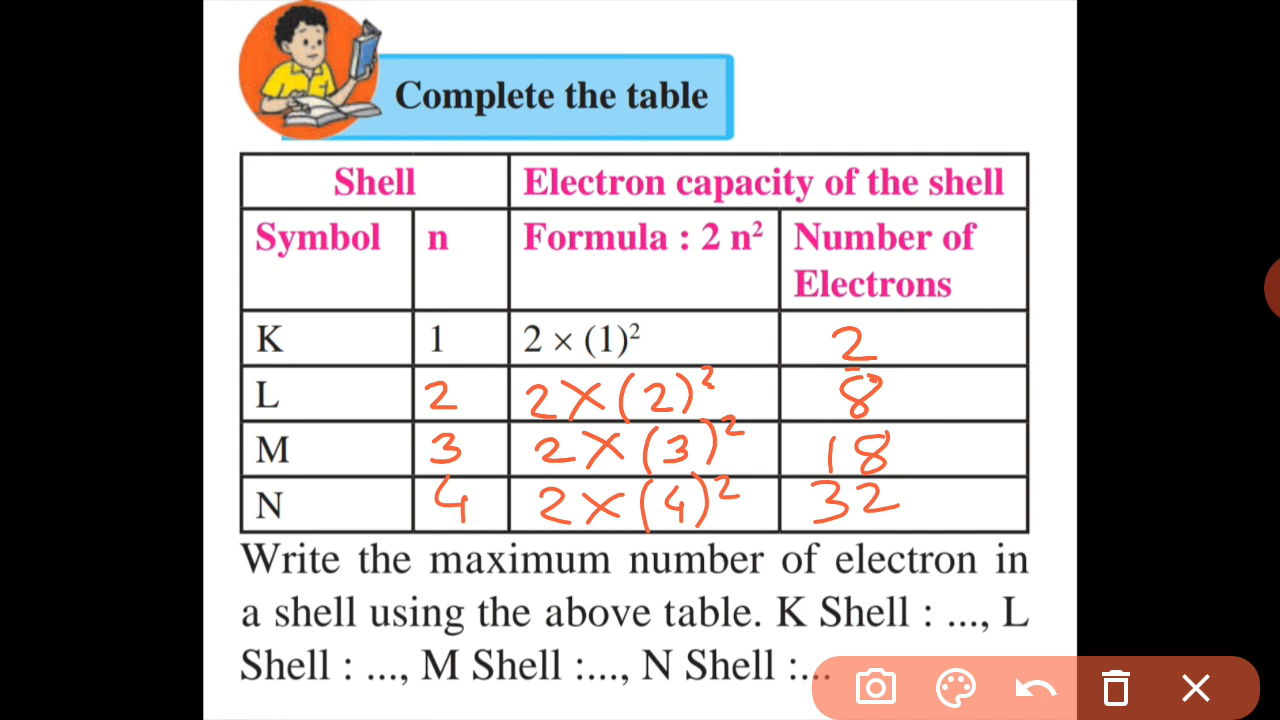 Complete the table
Shell Electron capacity of the shell
Symbol n Formula : 2 n² Number of
Electrons
K 1 2 × (1)² 2
L 2 2×(2)² 8
M 3 2×(3)² 18
N 4 2×(4)² 32
Write the maximum number of electron in
a shell using the above table. K Shell : ..., L
Shell : ..., M Shell :..., N Shell :...